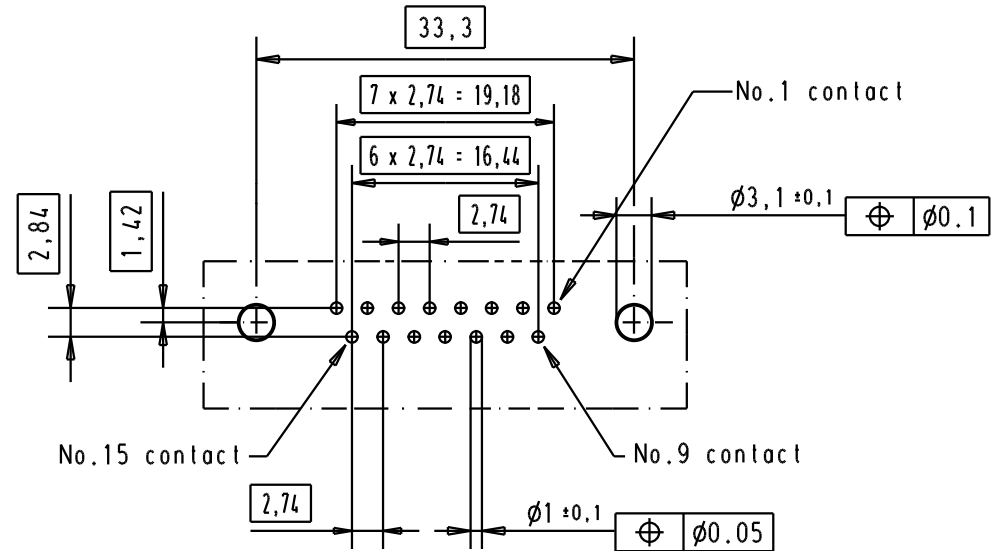 33,3
7 x 2,74 = 19,18
No.1 contact
6 x 2,74 = 16,44
2,84
1,42
2,74
Ø3,1 ±0,1
⌖ Ø0.1
No.15 contact
No.9 contact
2,74
Ø1 ±0,1
⌖ Ø0.05